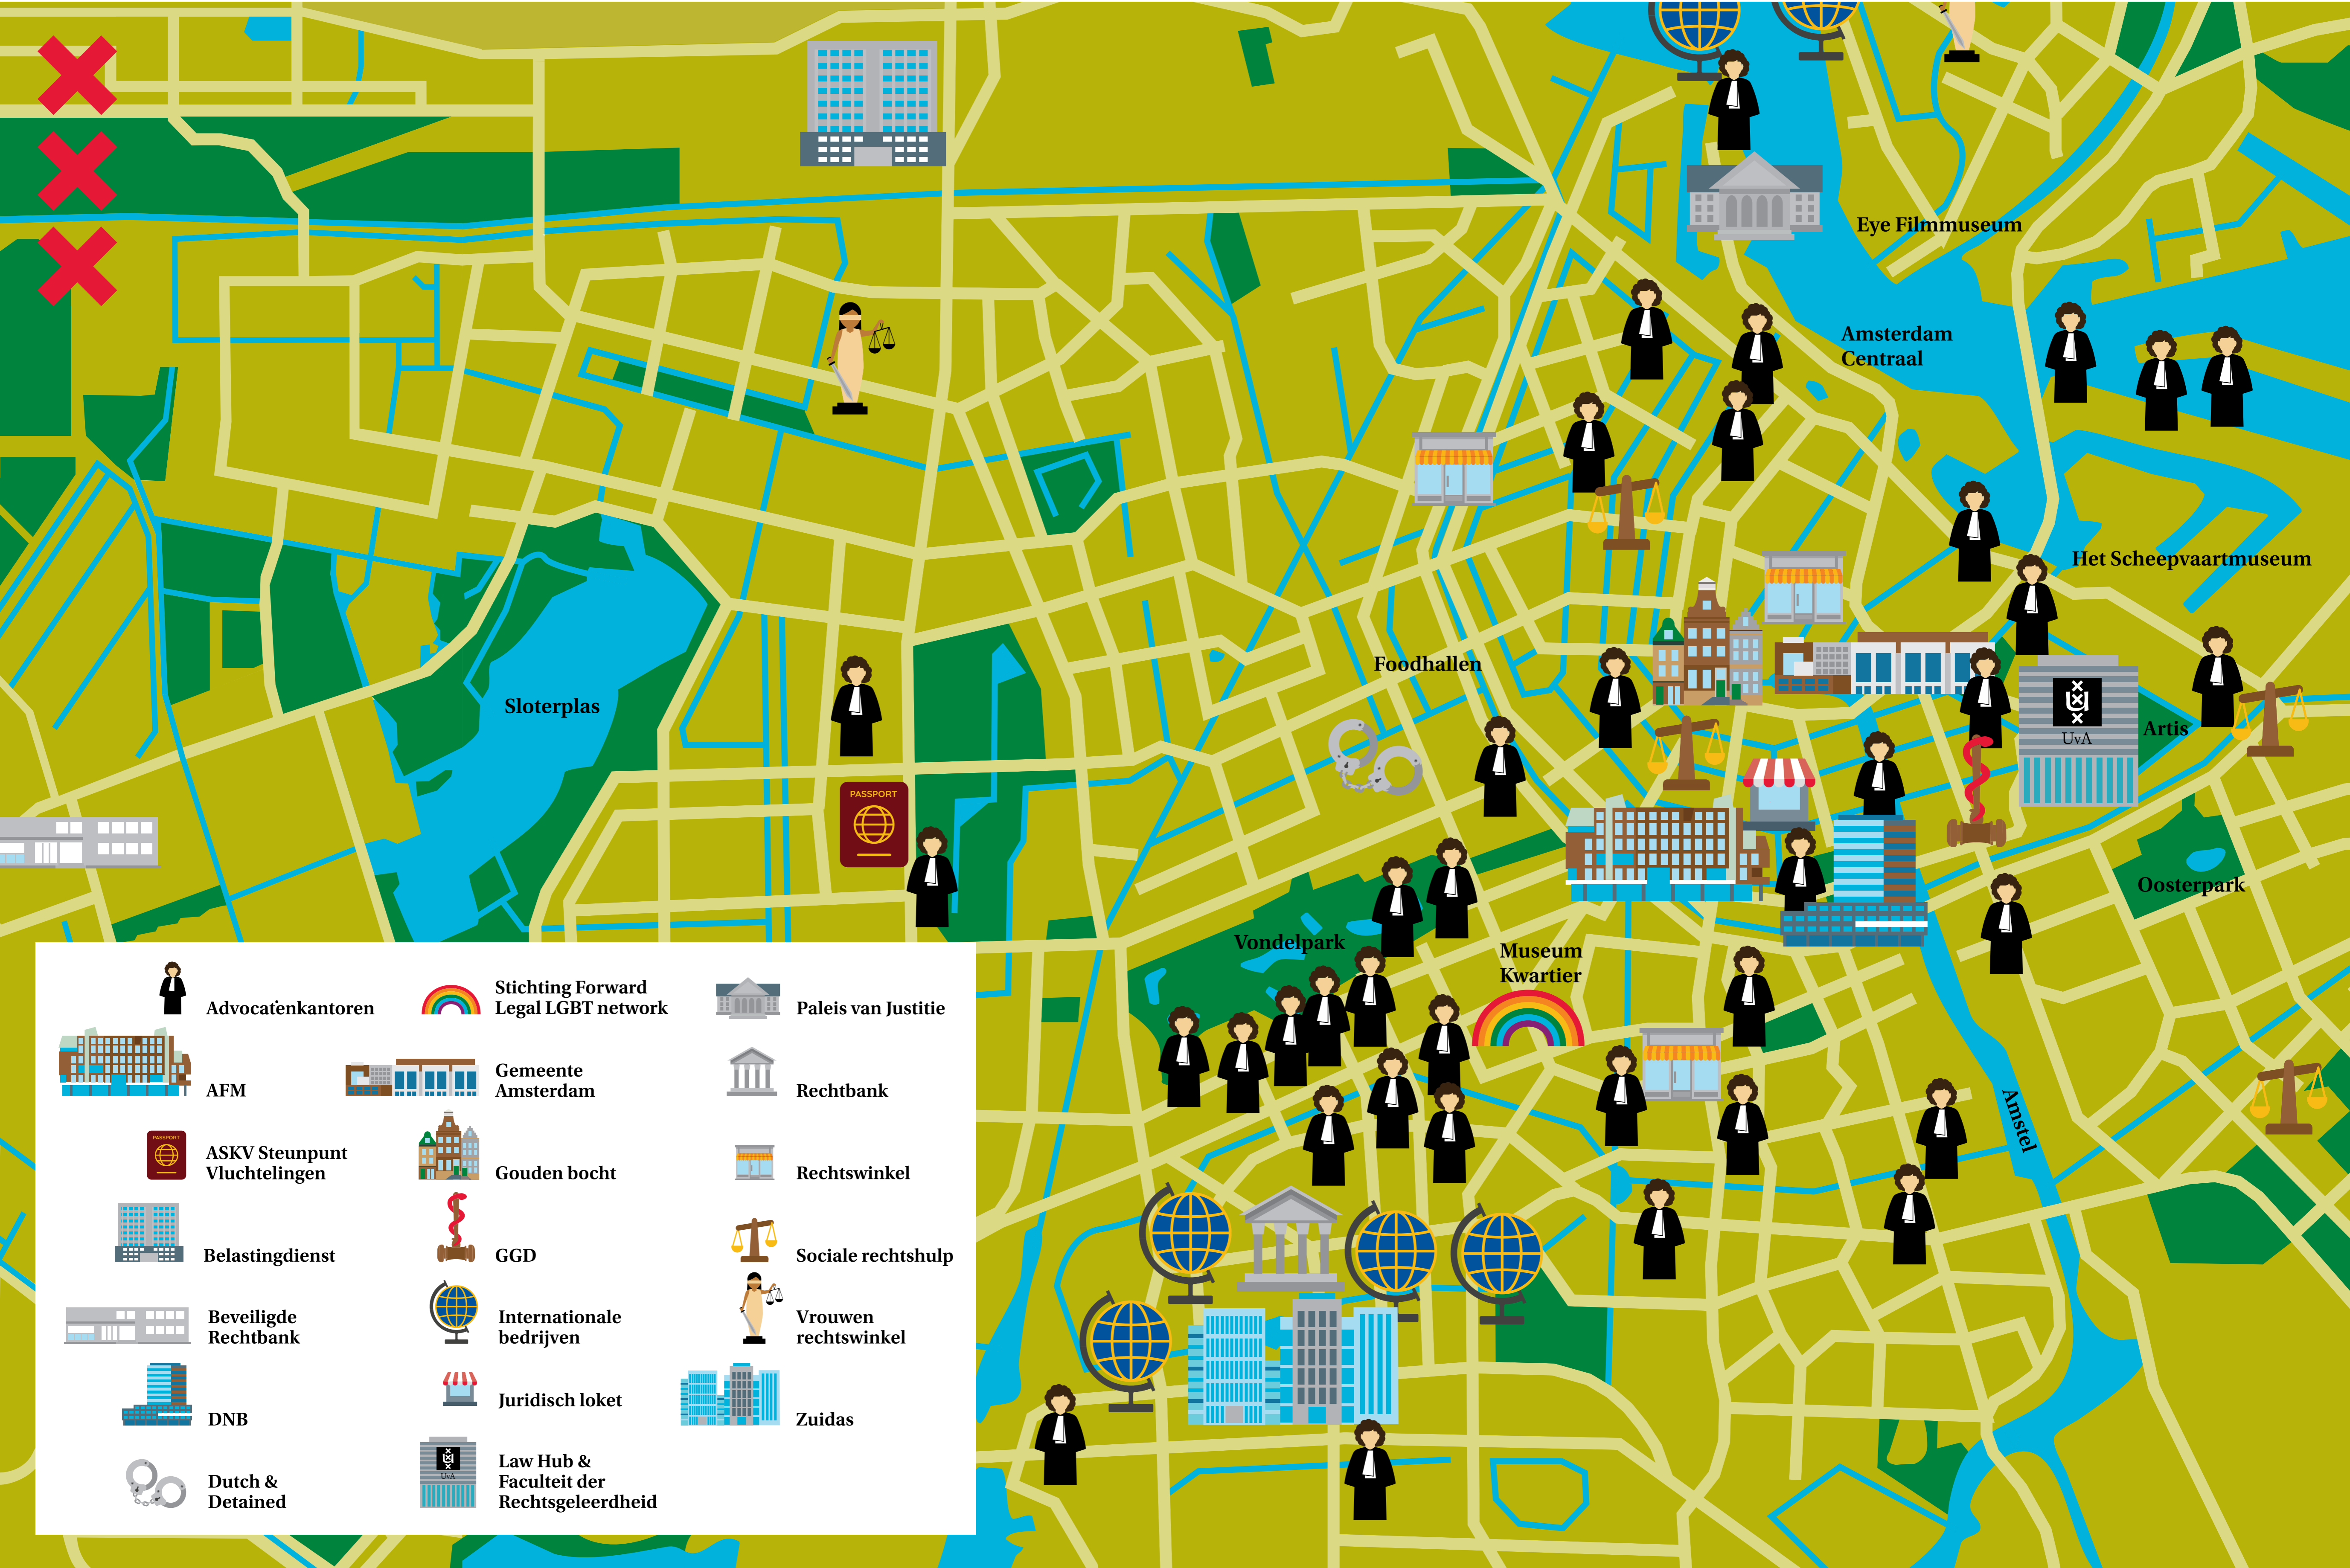 Eye Filmmuseum
Amsterdam
Centraal
Het Scheepvaartmuseum
Foodhallen
Sloterplas
UvA
Artis
PASSPORT
Oosterpark
Vondelpark
Museum
Kwartier
Amstel
Advocatenkantoren
AFM
PASSPORT
ASKV Steunpunt
Vluchtelingen
Belastingdienst
Beveiligde
Rechtbank
DNB
Dutch &
Detained
Stichting Forward
Legal LGBT network
Gemeente
Amsterdam
Gouden bocht
GGD
Internationale
bedrijven
Juridisch loket
UvA
Law Hub &
Faculteit der
Rechtsgeleerdheid
Paleis van Justitie
Rechtbank
Rechtswinkel
Sociale rechtshulp
Vrouwen
rechtswinkel
Zuidas